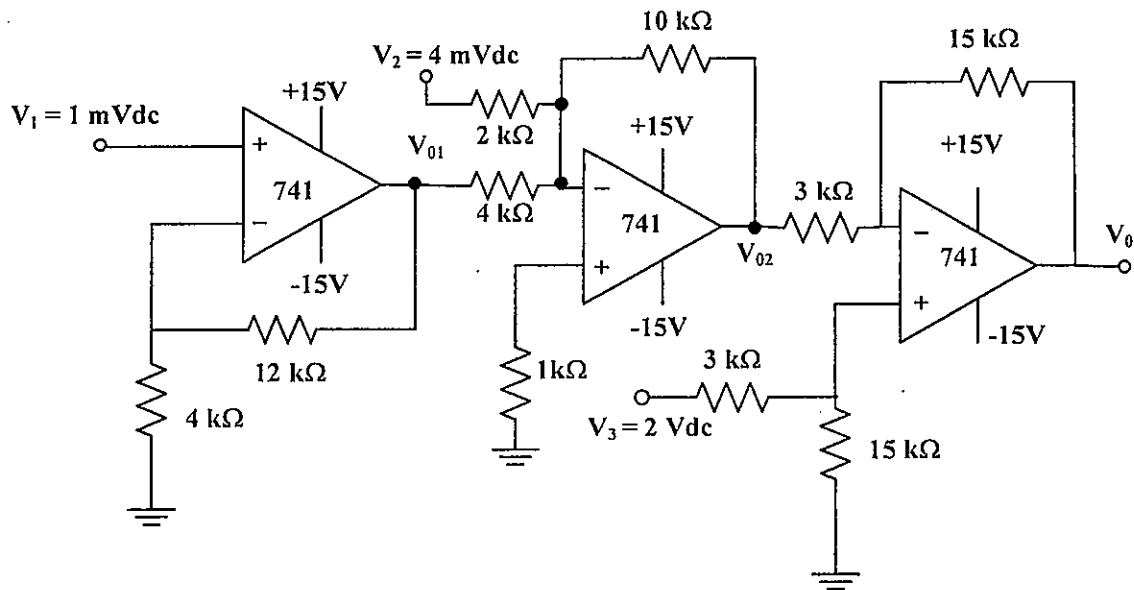 10 kΩ
15 kΩ
V2 = 4 mVdc
+15V
V1 = 1 mVdc
2 kΩ
+15V
+15V
V01
+
741
−
4 kΩ
−
741
+
3 kΩ
−
741
+
V0
V02
-15V
-15V
-15V
12 kΩ
1kΩ
3 kΩ
4 kΩ
V3 = 2 Vdc
15 kΩ